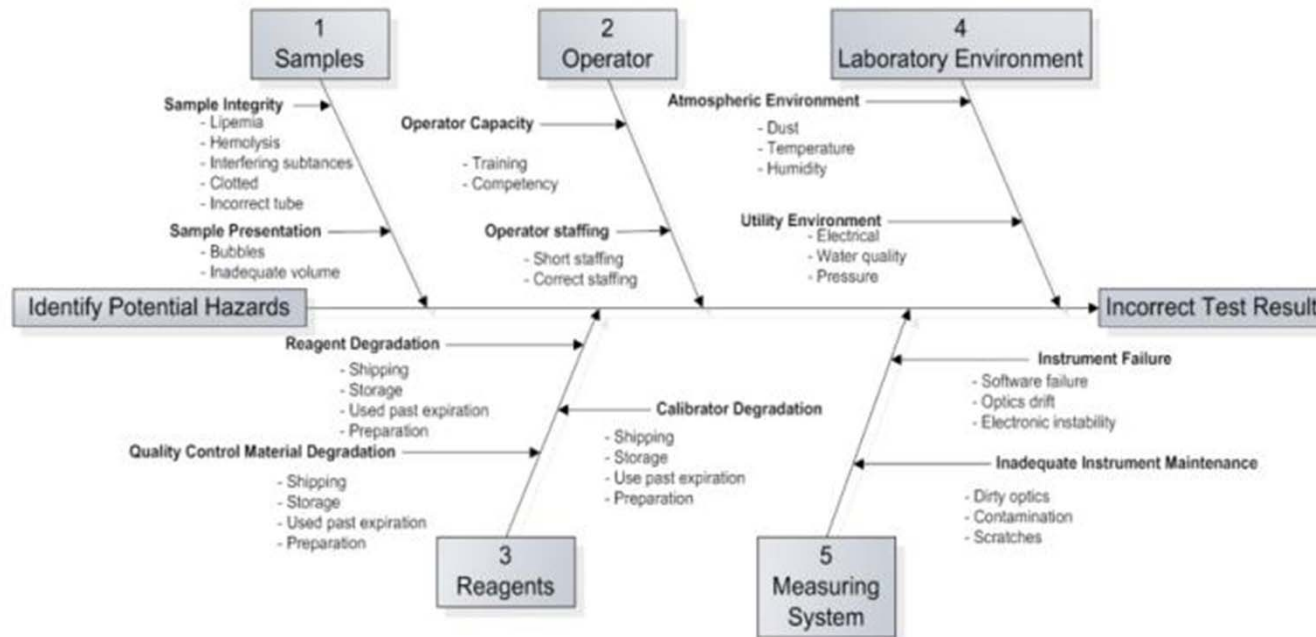 1
Samples
Sample Integrity
- Lipemia
- Hemolysis
- Interfering subtances
- Clotted
- Incorrect tube
Sample Presentation
- Bubbles
- Inadequate volume
2
Operator
Operator Capacity
- Training
- Competency
Operator staffing
- Short staffing
- Correct staffing
4
Laboratory Environment
Atmospheric Environment
- Dust
- Temperature
- Humidity
Utility Environment
- Electrical
- Water quality
- Pressure
Identify Potential Hazards
Incorrect Test Result
Reagent Degradation
- Shipping
- Storage
- Used past expiration
- Preparation
Quality Control Material Degradation
- Shipping
- Storage
- Used past expiration
- Preparation
Calibrator Degradation
- Shipping
- Storage
- Use past expiration
- Preparation
3
Reagents
Instrument Failure
- Software failure
- Optics drift
- Electronic instability
Inadequate Instrument Maintenance
- Dirty optics
- Contamination
- Scratches
5
Measuring
System